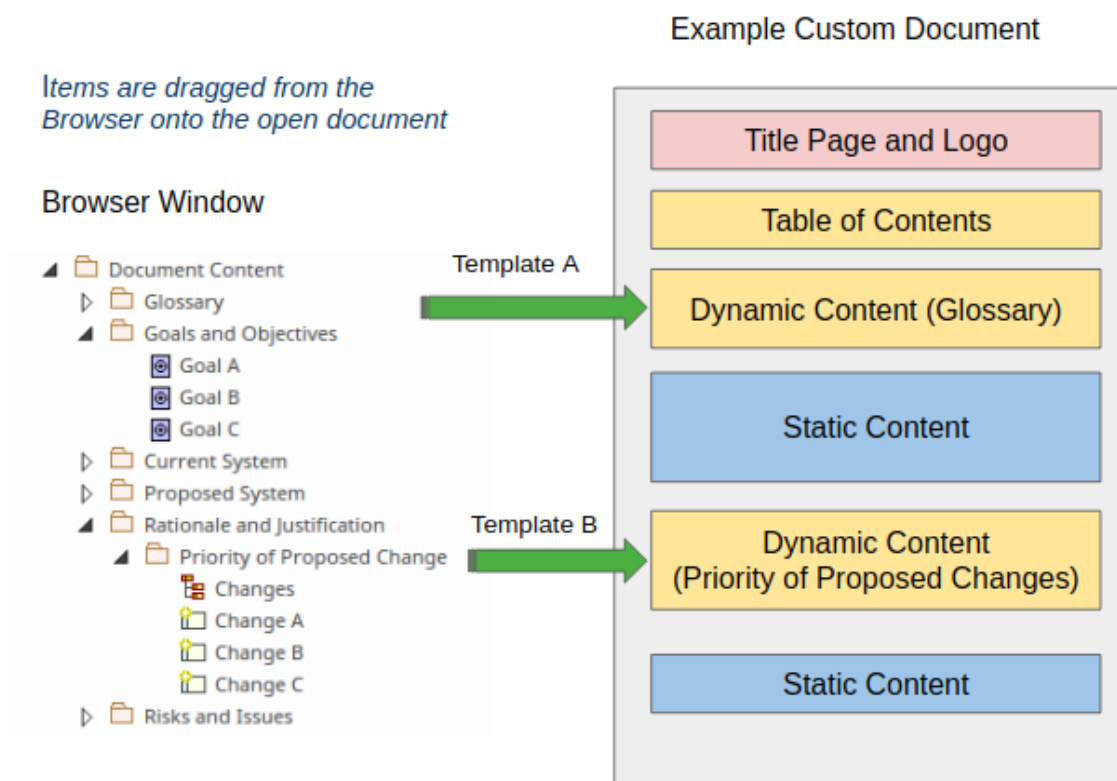 Example Custom Document
Items are dragged from the
Browser onto the open document
Browser Window
Document Content
Glossary
Goals and Objectives
Goal A
Goal B
Goal C
Current System
Proposed System
Rationale and Justification
Priority of Proposed Change
Changes
Change A
Change B
Change C
Risks and Issues
Template A
Template B
Title Page and Logo
Table of Contents
Dynamic Content (Glossary)
Static Content
Dynamic Content
(Priority of Proposed Changes)
Static Content